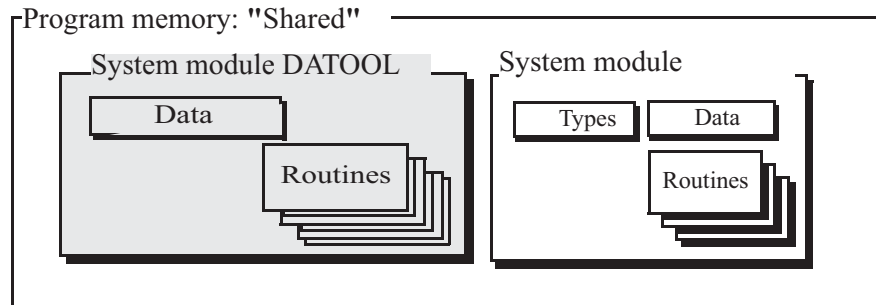 Program memory: "Shared"
System module DATOOL
Data
Routines
System module
Types
Data
Routines